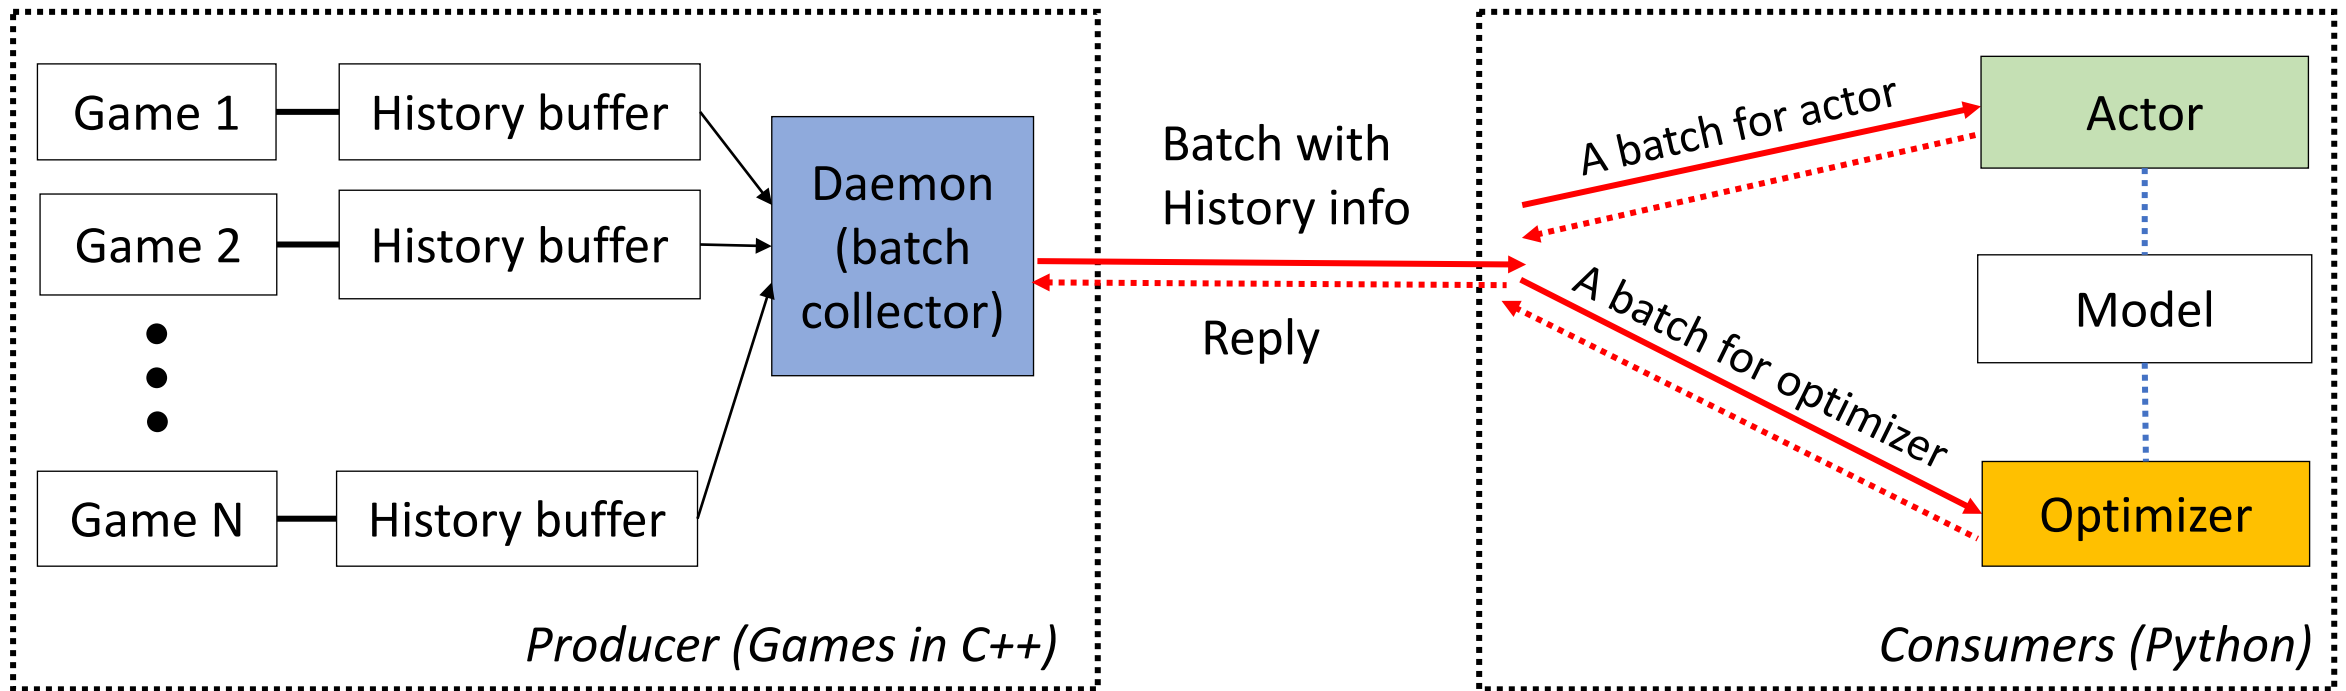 Game 1
History buffer
Game 2
History buffer
Game N
History buffer
Daemon
(batch
collector)
Producer (Games in C++)
Batch with
History info
Reply
A batch for actor
A batch for optimizer
Actor
Model
Optimizer
Consumers (Python)